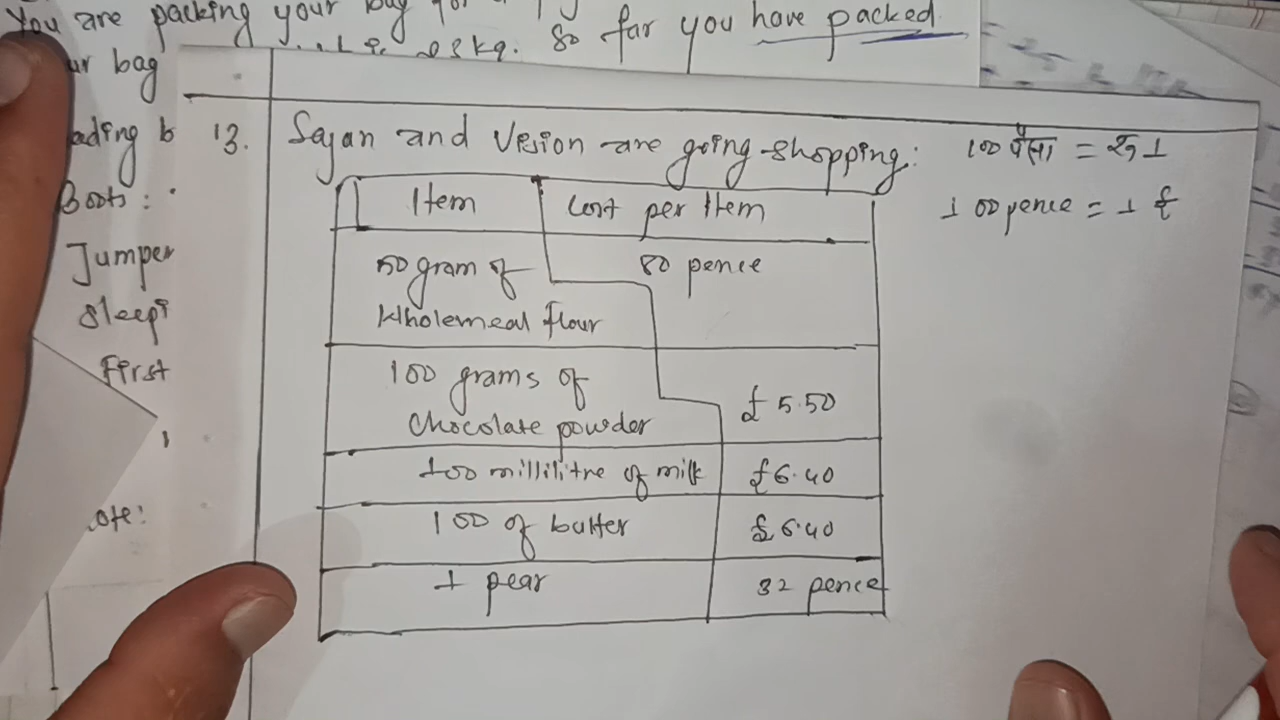 You are packing your bag
So far you have packed
bag
13. Sajan and Vision are going shopping:
100 पैसा = रु 1
100 pence = 1 £
Item | Cost per Item
50 gram of
Wholemeal flour | 80 pence
100 grams of
Chocolate powder | £ 5.50
100 millilitre of milk | £6.40
100 of butter | £6.40
1 pear | 32 pence
Boots:
Jumper
Sleepi
First